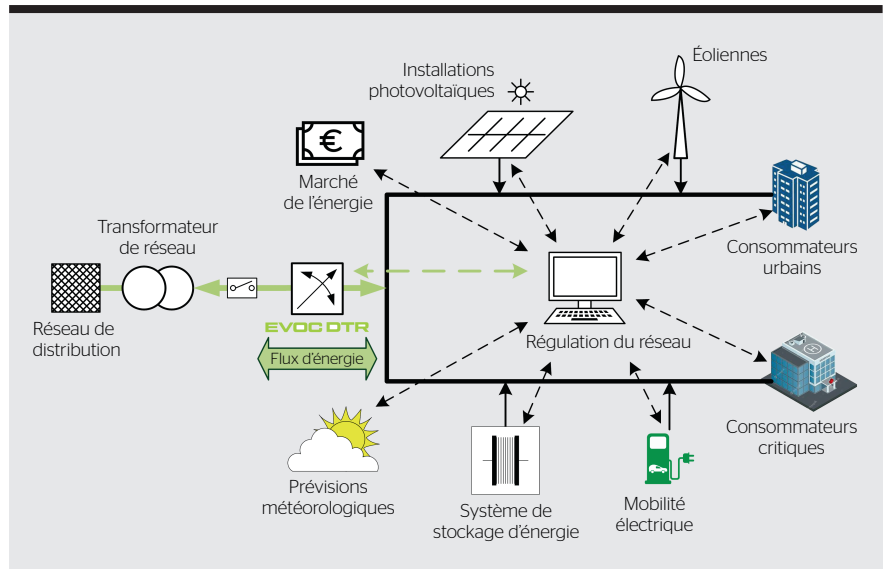 Installations
photovoltaïques
Éoliennes
€
Marché
de l'énergie
Transformateur
de réseau
Consommateurs
urbains
Réseau de
distribution
EVOC DTR
Flux d'énergie
Régulation du réseau
H
Consommateurs
critiques
Prévisions
météorologiques
Système de
stockage d'énergie
Mobilité
électrique